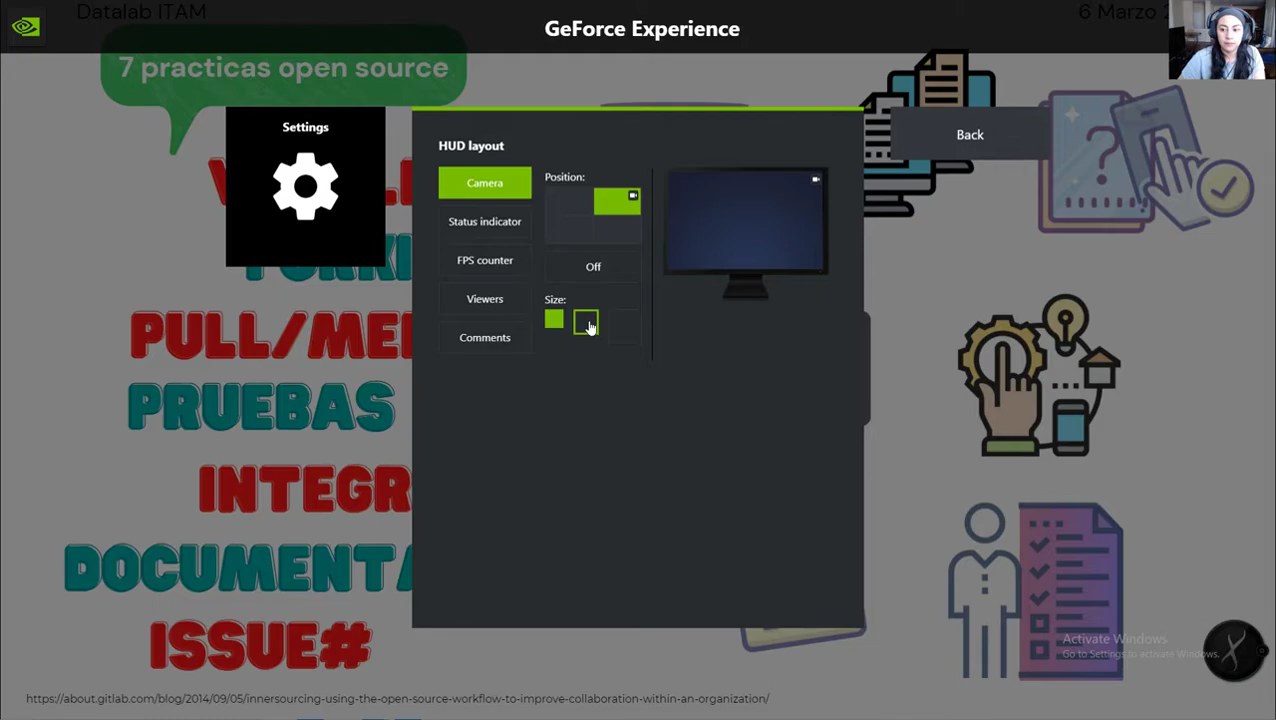 Datalab ITAM
GeForce Experience
6 Marzo
7 practicas open source
Settings
HUD layout
Back
Camera
Position:
Status indicator
FPS counter
Off
Viewers
Size:
Comments
PULL/
PRUEBAS
INTEGR
DOCUMENTA
ISSUE#
Activate Windows
Go to Settings to activate Windows.
https://about.gitlab.com/blog/2014/09/05/innersourcing-using-the-open-source-workflow-to-improve-collaboration-within-an-organization/